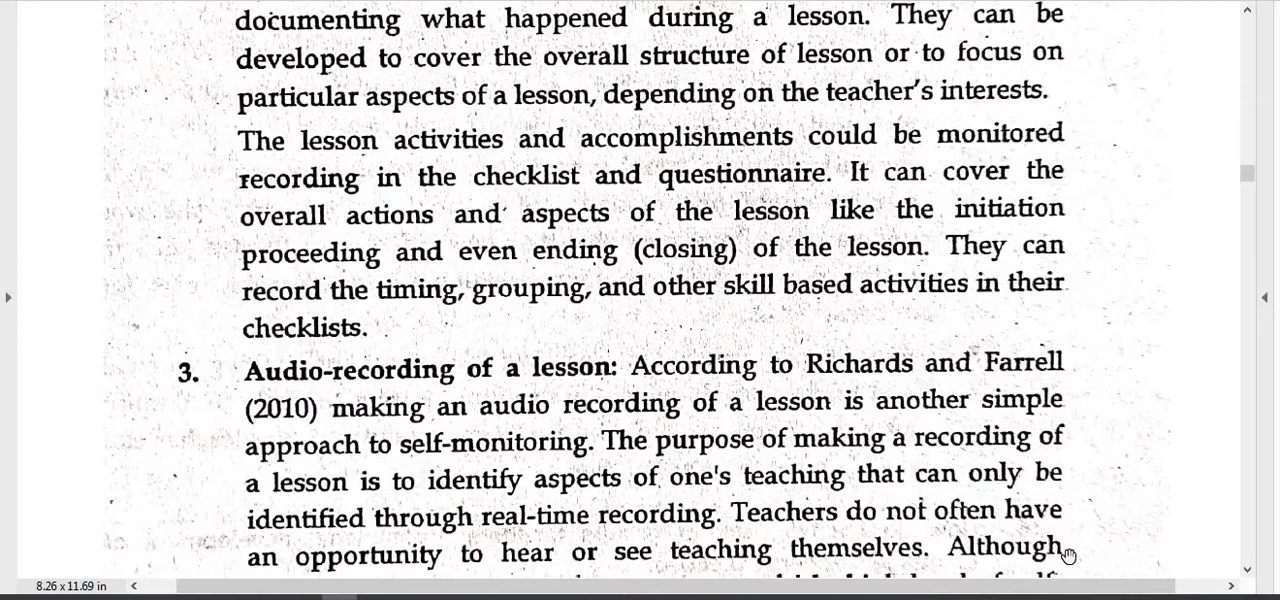 documenting what happened during a lesson. They can be
developed to cover the overall structure of lesson or to focus on
particular aspects of a lesson, depending on the teacher's interests.
The lesson activities and accomplishments could be monitored
recording in the checklist and questionnaire. It can cover the
overall actions and aspects of the lesson like the initiation
proceeding and even ending (closing) of the lesson. They can
record the timing, grouping, and other skill based activities in their
checklists.
3. Audio-recording of a lesson: According to Richards and Farrell
(2010) making an audio recording of a lesson is another simple
approach to self-monitoring. The purpose of making a recording of
a lesson is to identify aspects of one's teaching that can only be
identified through real-time recording. Teachers do not often have
an opportunity to hear or see teaching themselves. Although
8.26 x 11.69 in